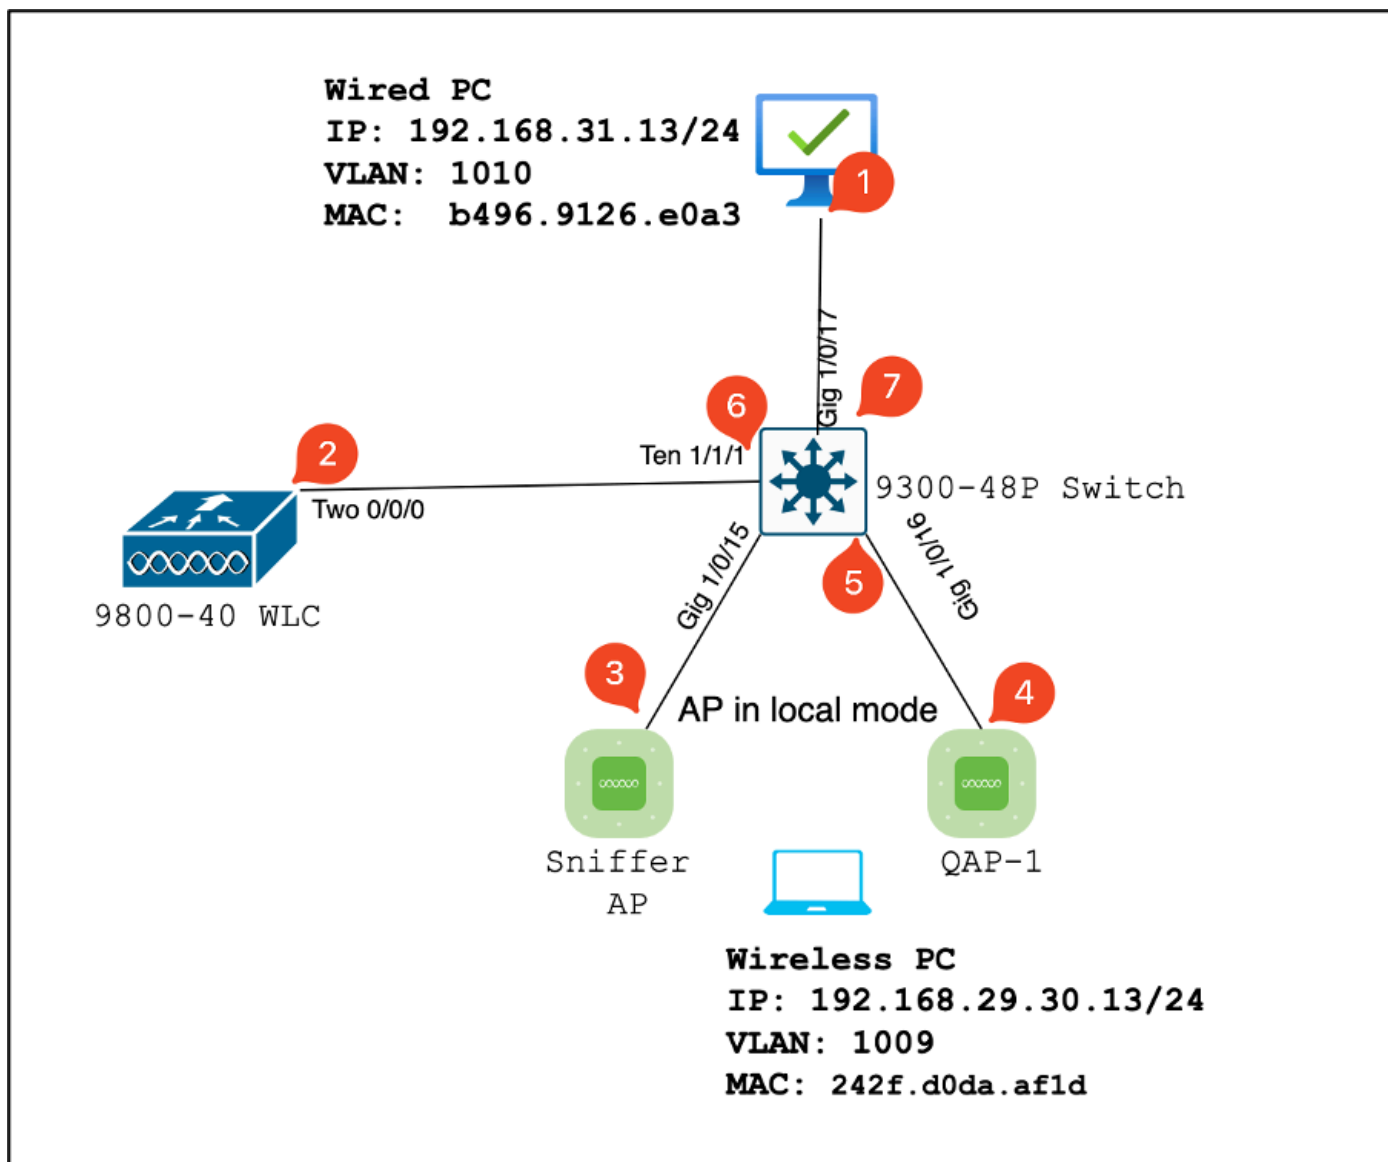 Wired PC
IP: 192.168.31.13/24
VLAN: 1010
MAC: b496.9126.e0a3
1
Gig 1/0/17
7
6
Ten 1/1/1
2
Two 0/0/0
9300-48P Switch
9800-40 WLC
Gig 1/0/15
Gig 1/0/16
5
3
4
AP in local mode
Sniffer
AP
QAP-1
Wireless PC
IP: 192.168.29.30.13/24
VLAN: 1009
MAC: 242f.d0da.af1d